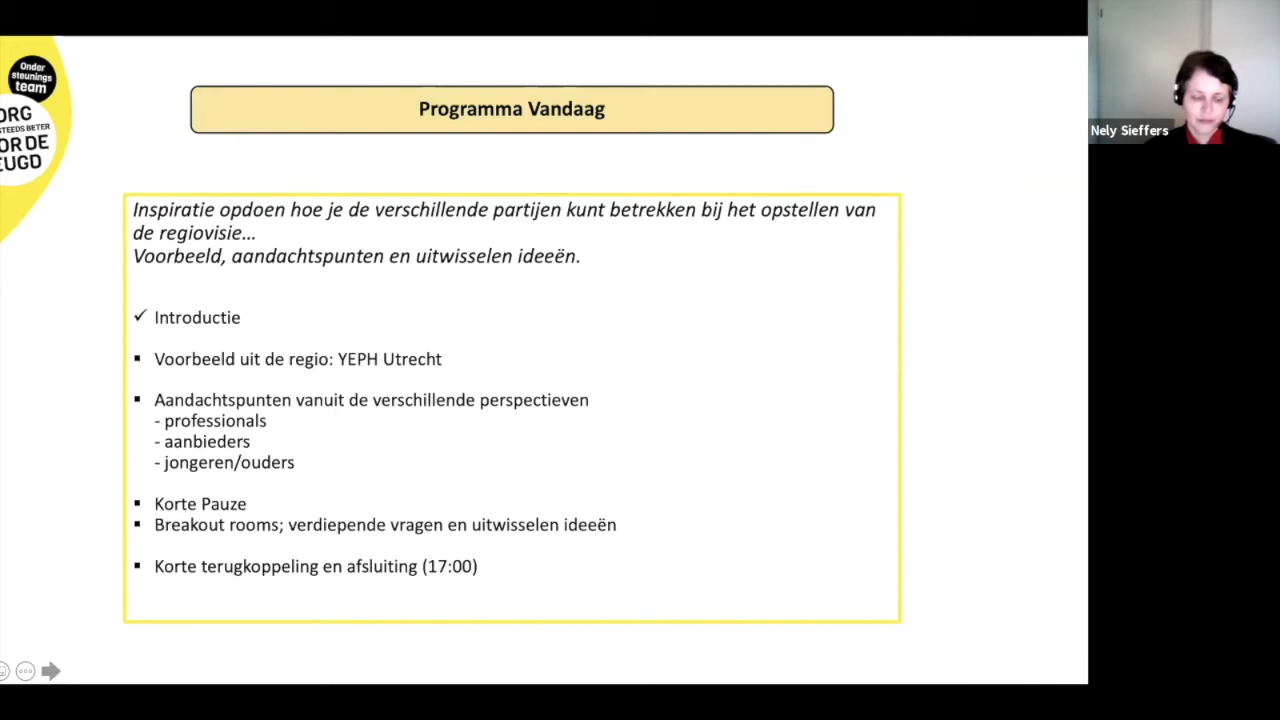 Onder
steunings
team
ORG
STEEDS BETER
OR DE
EUGD
Programma Vandaag
Nely Sieffers
Inspiratie opdoen hoe je de verschillende partijen kunt betrekken bij het opstellen van
de regiovisie…
Voorbeeld, aandachtspunten en uitwisselen ideeën.
✓ Introductie
▪ Voorbeeld uit de regio: YEPH Utrecht
▪ Aandachtspunten vanuit de verschillende perspectieven
- professionals
- aanbieders
- jongeren/ouders
▪ Korte Pauze
▪ Breakout rooms; verdiepende vragen en uitwisselen ideeën
▪ Korte terugkoppeling en afsluiting (17:00)